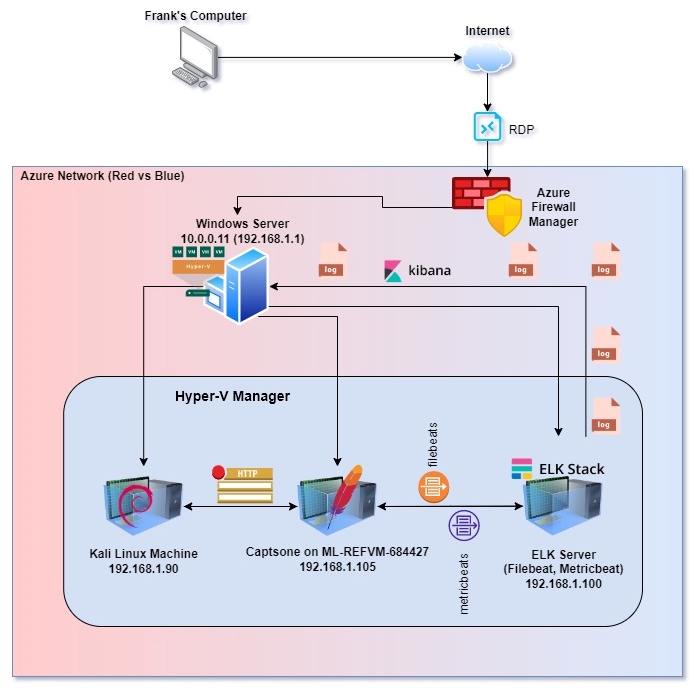 Frank's Computer
Internet
RDP
Azure Network (Red vs Blue)
Azure
Firewall
Manager
Windows Server
10.0.0.11 (192.168.1.1)
VM VM VM VM
Hyper-V
log
kibana
log
log
log
log
Hyper-V Manager
HTTP
filebeats
ELK Stack
Kali Linux Machine
192.168.1.90
Captsone on ML-REFVM-684427
192.168.1.105
metricbeats
ELK Server
(Filebeat, Metricbeat)
192.168.1.100